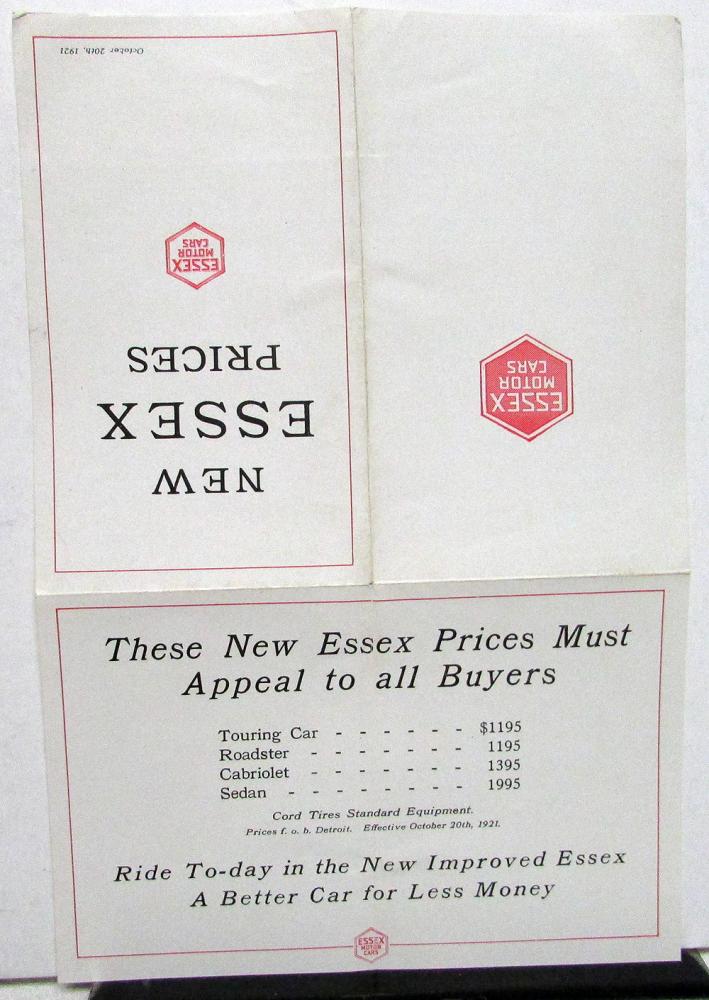 October 20th, 1921
ESSEX
MOTOR
CARS
NEW
ESSEX
PRICES
ESSEX
MOTOR
CARS
These New Essex Prices Must
Appeal to all Buyers
Touring Car - - - - - - $1195
Roadster - - - - - - - 1195
Cabriolet - - - - - - - 1395
Sedan - - - - - - - - 1995
Cord Tires Standard Equipment.
Prices f. o. b. Detroit. Effective October 20th, 1921.
Ride To-day in the New Improved Essex
A Better Car for Less Money
ESSEX
MOTOR
CARS